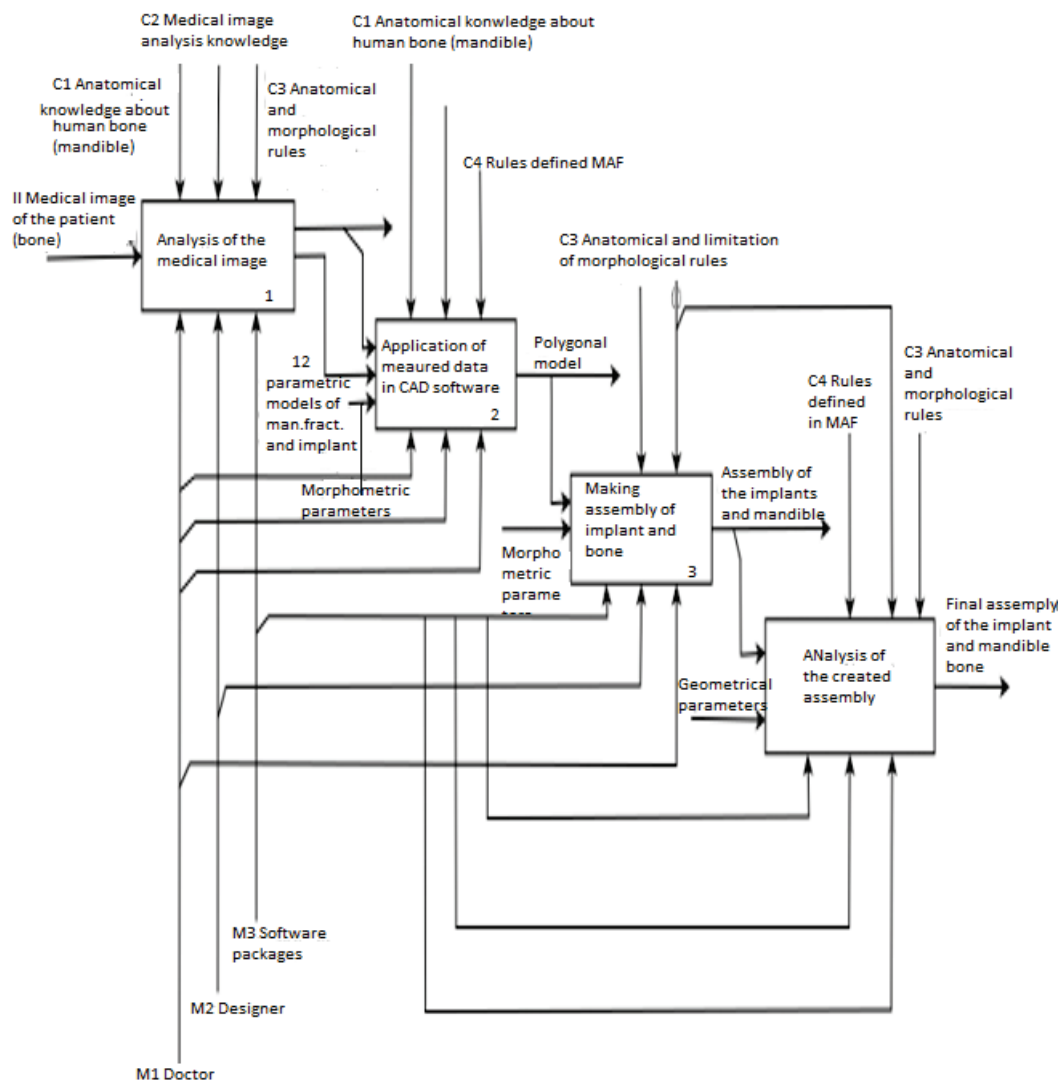 C2 Medical image
analysis knowledge
C1 Anatomical konwledge about
human bone (mandible)
C1 Anatomical
knowledge about
human bone
(mandible)
C3 Anatomical
and
morphological
rules
C4 Rules defined MAF
II Medical image
of the patient
(bone)
Analysis of the
medical image
1
C3 Anatomical and limitation
of morphological rules
12
parametric
models of
man.fract.
and implant
Application of
meaured data
in CAD software
2
Polygonal
model
C4 Rules
defined
in MAF
C3 Anatomical
and
morphological
rules
Morphometric
parameters
Making
assembly of
implant and
bone
3
Assembly of
the implants
and mandible
Morpho
metric
parame
Final assemply
of the implant
and mandible
bone
ANalysis of
the created
assembly
Geometrical
parameters
M3 Software
packages
M2 Designer
M1 Doctor